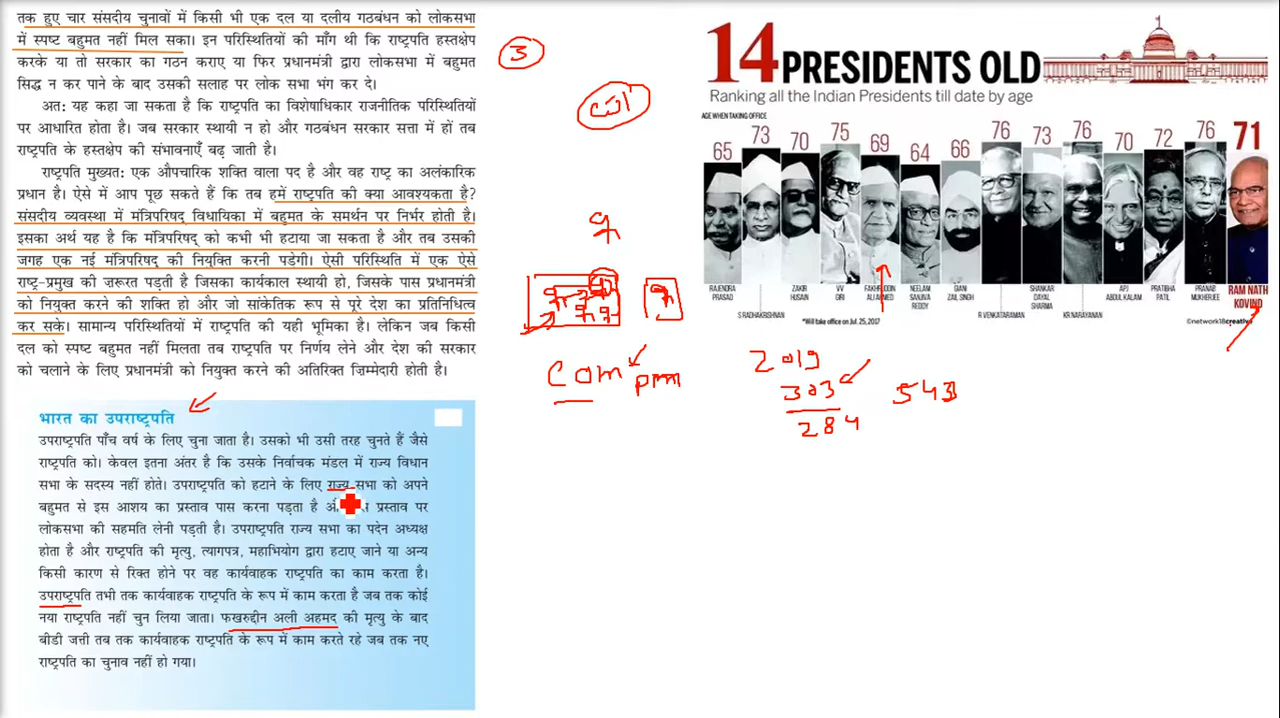 तक हुए चार संसदीय चुनावों में किसी भी एक दल या दलीय गठबंधन को लोकसभा
में स्पष्ट बहुमत नहीं मिल सका। इन परिस्थितियों की माँग थी कि राष्ट्रपति हस्तक्षेप
करके या तो सरकार का गठन कराए या फिर प्रधानमंत्री द्वारा लोकसभा में बहुमत
सिद्ध न कर पाने के बाद उसकी सलाह पर लोक सभा भंग कर दे।
अत: यह कहा जा सकता है कि राष्ट्रपति का विशेषाधिकार राजनीतिक परिस्थितियों
पर आधारित होता है। जब सरकार स्थायी न हो और गठबंधन सरकार सत्ता में हों तब
राष्ट्रपति के हस्तक्षेप की संभावनाएँ बढ़ जाती है।
राष्ट्रपति मुख्यत: एक औपचारिक शक्ति वाला पद है और वह राष्ट्र का अलंकारिक
प्रधान है। ऐसे में आप पूछ सकते हैं कि तब हमें राष्ट्रपति की क्या आवश्यकता है?
संसदीय व्यवस्था में मंत्रिपरिषद् विधायिका में बहुमत के समर्थन पर निर्भर होती है।
इसका अर्थ यह है कि मंत्रिपरिषद् को कभी भी हटाया जा सकता है और तब उसकी
जगह एक नई मंत्रिपरिषद् की नियुक्ति करनी पड़ेगी। ऐसी परिस्थिति में एक ऐसे
राष्ट्र-प्रमुख की जरूरत पड़ती है जिसका कार्यकाल स्थायी हो, जिसके पास प्रधानमंत्री
को नियुक्त करने की शक्ति हो और जो सांकेतिक रूप से पूरे देश का प्रतिनिधित्व
कर सके। सामान्य परिस्थितियों में राष्ट्रपति की यही भूमिका है। लेकिन जब किसी
दल को स्पष्ट बहुमत नहीं मिलता तब राष्ट्रपति पर निर्णय लेने और देश की सरकार
को चलाने के लिए प्रधानमंत्री को नियुक्त करने की अतिरिक्त ज़िम्मेदारी होती है।
भारत का उपराष्ट्रपति
उपराष्ट्रपति पाँच वर्ष के लिए चुना जाता है। उसको भी उसी तरह चुनते हैं जैसे
राष्ट्रपति को। केवल इतना अंतर है कि उसके निर्वाचक मंडल में राज्य विधान
सभा के सदस्य नहीं होते। उपराष्ट्रपति को हटाने के लिए राज्य सभा को अपने
बहुमत से इस आशय का प्रस्ताव पास करना पड़ता है प्रस्ताव पर
लोकसभा की सहमति लेनी पड़ती है। उपराष्ट्रपति राज्य सभा का पदेन अध्यक्ष
होता है और राष्ट्रपति की मृत्यु, त्यागपत्र, महाभियोग द्वारा हटाए जाने या अन्य
किसी कारण से रिक्त होने पर वह कार्यवाहक राष्ट्रपति का काम करता है।
उपराष्ट्रपति तभी तक कार्यवाहक राष्ट्रपति के रूप में काम करता है जब तक कोई
नया राष्ट्रपति नहीं चुन लिया जाता। फखरुद्दीन अली अहमद की मृत्यु के बाद
बीडी जत्ती तब तक कार्यवाहक राष्ट्रपति के रूप में काम करते रहे जब तक नए
राष्ट्रपति का चुनाव नहीं हो गया।
3
COM
pm
2019
303
284
543
14 PRESIDENTS OLD
Ranking all the Indian Presidents till date by age
AGE WHEN TAKING OFFICE
65 73 70 75 69 64 66 76 73 76 70 72 76 71
RAJENDRA PRASAD
S RADHAKRISHNAN
ZAKIR HUSAIN
VV GIRI
FAKHRUDDIN ALI AHMED
NEELAM SANJIVA REDDY
GIANI ZAIL SINGH
R VENKATARAMAN
SHANKAR DAYAL SHARMA
KR NARAYANAN
APJ ABDUL KALAM
PRATIBHA PATIL
PRANAB MUKHERJEE
RAM NATH KOVIND
*Will take office on Jul. 25, 2017
©network18creative